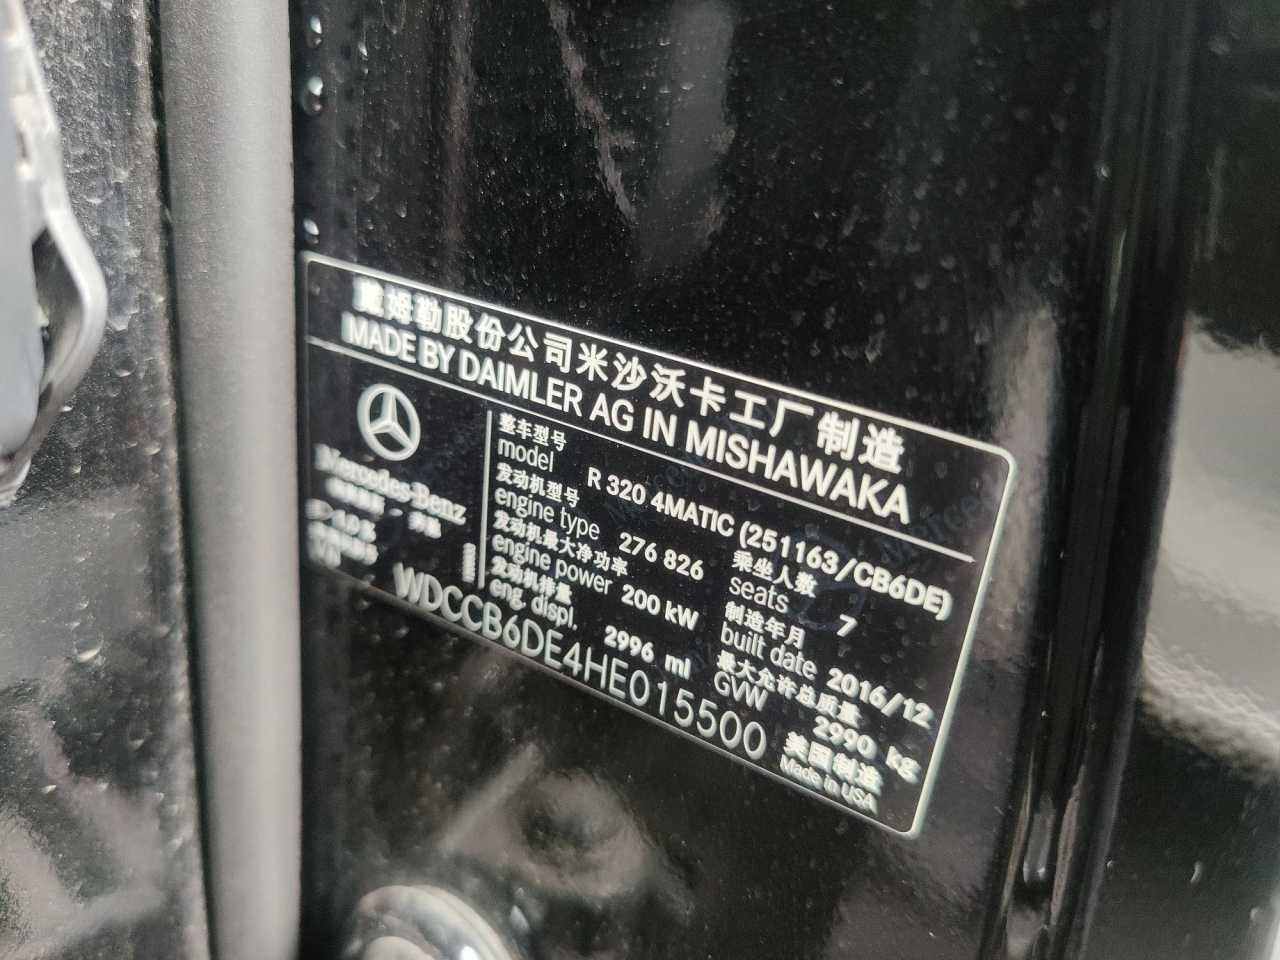 戴姆勒股份公司米沙沃卡工厂 制造
MADE BY DAIMLER AG IN MISHAWAKA
Mercedes-Benz
整车型号
model R 320 4MATIC (251163/CB6DE)
发动机型号
engine type 276 826
乘坐人数
seats 7
发动机最大净功率
engine power 200 kW
制造年月
built date 2016/12
发动机排量
eng. displ. 2996 ml
最大允许总质量
GVW 2990 kg
WDCCB6DE4HE015500
美国制造
Made in USA